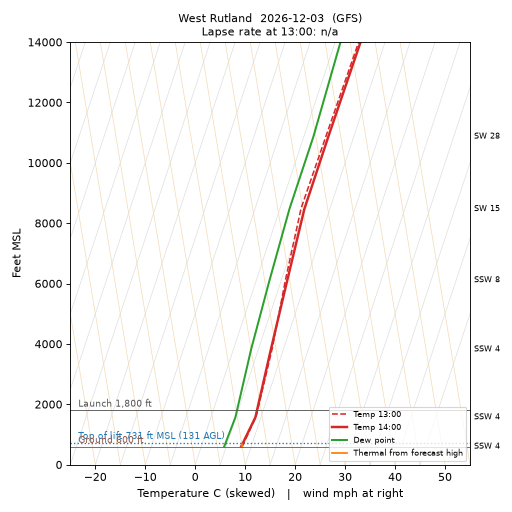 West Rutland  2026-12-03  (GFS)
Lapse rate at 13:00: n/a
14000
12000
10000
8000
6000
4000
2000
0
Feet MSL
SW 28
SW 15
SSW 8
SSW 4
SSW 4
SSW 4
Launch 1,800 ft
Top of lift 731 ft MSL (131 AGL)
Ground 600 ft
Temp 13:00
Temp 14:00
Dew point
Thermal from forecast high
−20 −10 0 10 20 30 40 50
Temperature C (skewed)   |   wind mph at right